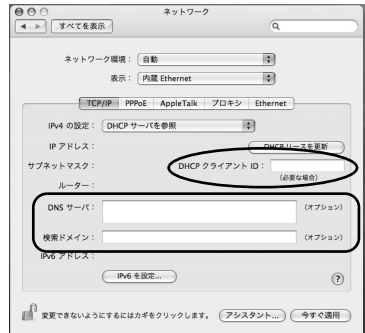 ネットワーク
すべてを表示
ネットワーク環境： 自動
表示： 内蔵 Ethernet
TCP/IP PPPoE AppleTalk プロキシ Ethernet
IPv4 の設定： DHCP サーバを参照
IP アドレス： DHCP リースを更新
サブネットマスク： DHCP クライアント ID：
(必要な場合)
ルーター：
DNS サーバ： (オプション)
検索ドメイン： (オプション)
IPv6 アドレス：
IPv6 を設定... ?
変更できないようにするにはカギをクリックします。 アシスタント... 今すぐ適用